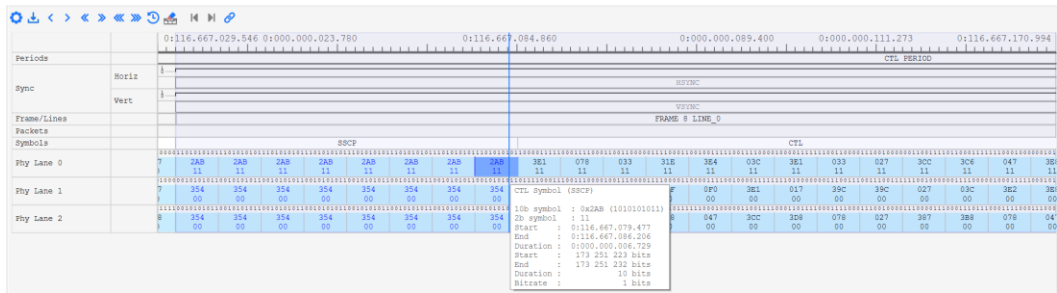 0:116.667.029.546 0:000.000.023.780 0:116.667.084.860 0:000.000.089.400 0:000.000.111.273 0:116.667.170.994
Periods CTL PERIOD
Sync Horiz HSYNC
Vert VSYNC
Frame/Lines FRAME 8 LINE_0
Packets
Symbols SSCP CTL
Phy Lane 0 7 2AB 2AB 2AB 2AB 2AB 2AB 2AB 2AB 3E1 078 033 31E 3E4 03C 3E1 033 027 3CC 3C6 047 3E
11 11 11 11 11 11 11 11 11 11 11 11 11 11 11 11 11 11 11 11 11
Phy Lane 1 7 354 354 354 354 354 354 354 354 F 0F0 3E1 017 39C 39C 027 03C 3E2 3E
00 00 00 00 00 00 00 00 00 00 00 00 00 00 00 00 00
Phy Lane 2 8 354 354 354 354 354 354 354 354 8 047 3CC 3D8 078 027 387 3B8 078 04
00 00 00 00 00 00 00 00 00 00 00 00 00 00 00 00 00
CTL Symbol (SSCP)
10b symbol : 0x2AB (1010101011)
2b symbol : 11
Start : 0:116.667.079.477
End : 0:116.667.086.206
Duration : 0:000.000.006.729
Start : 173 251 223 bits
End : 173 251 232 bits
Duration : 10 bits
Bitrate : 1 bits